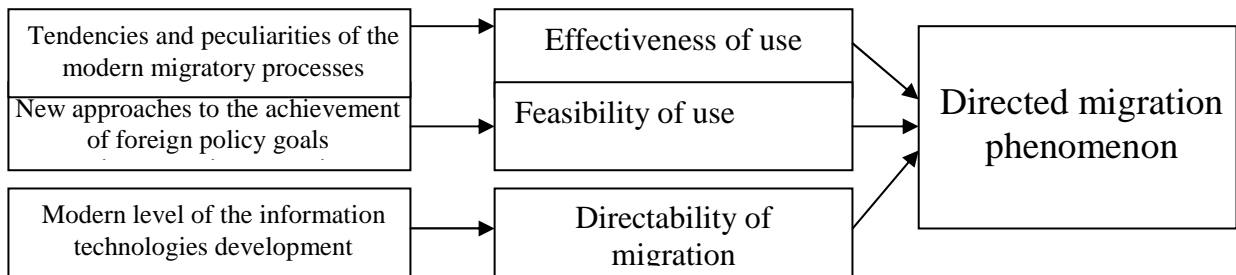 Tendencies and peculiarities of the
modern migratory processes
Effectiveness of use
New approaches to the achievement
of foreign policy goals
Feasibility of use
Directed migration
phenomenon
Modern level of the information
technologies development
Directability of
migration